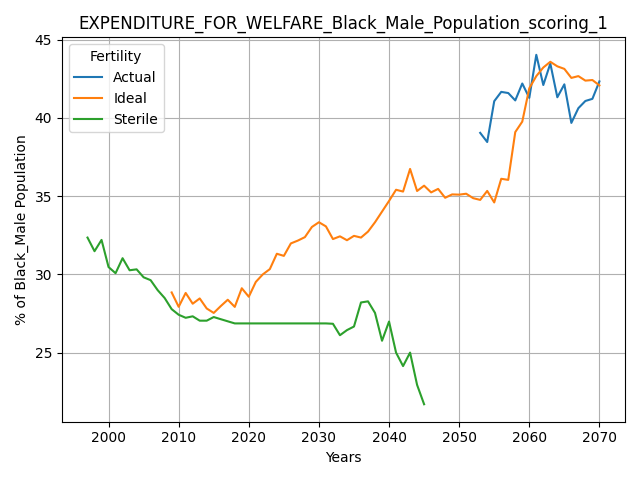 EXPENDITURE_FOR_WELFARE_Black_Male_Population_scoring_1
Fertility
Actual
Ideal
Sterile
% of Black_Male Population
45
40
35
30
25
2000 2010 2020 2030 2040 2050 2060 2070
Years